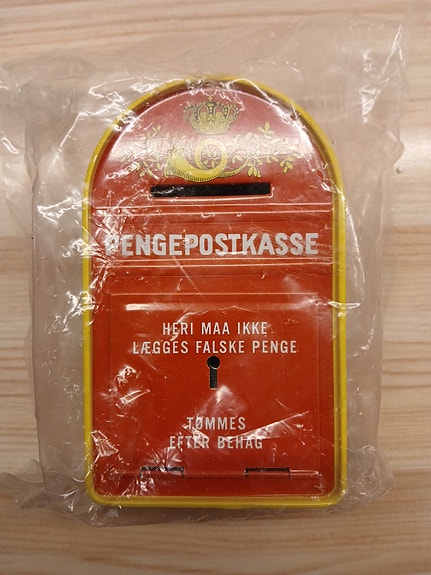 PENGEPOSTKASSE
HERI MAA IKKE
LÆGGES FALSKE PENGE
TØMMES
EFTER BEHAG